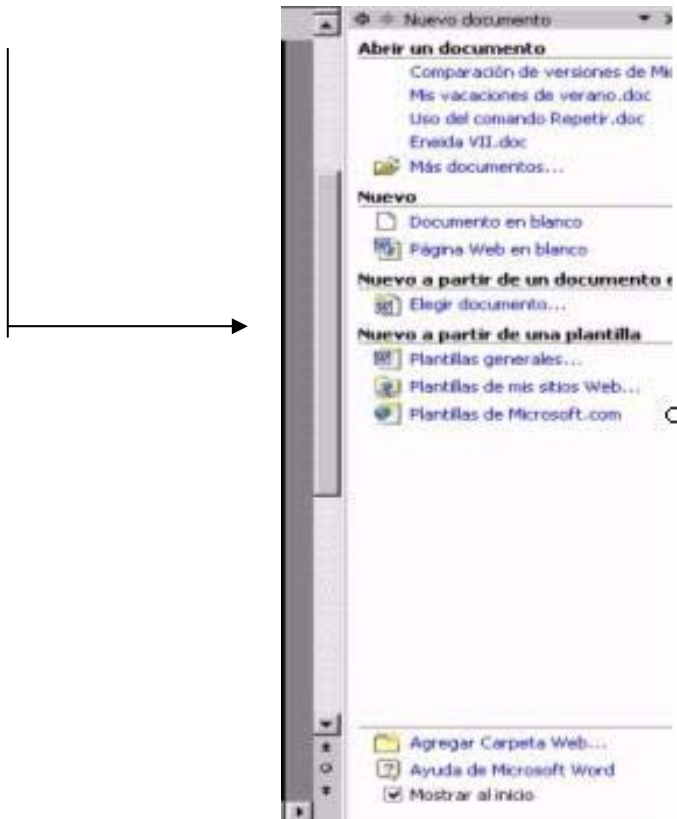 Nuevo documento
Abrir un documento
Comparación de versiones de Mi
Mis vacaciones de verano.doc
Uso del comando Repetir.doc
Eneida VII.doc
Más documentos...
Nuevo
Documento en blanco
Página Web en blanco
Nuevo a partir de un documento e
Elegir documento...
Nuevo a partir de una plantilla
Plantillas generales...
Plantillas de mis sitios Web...
Plantillas de Microsoft.com
Agregar Carpeta Web...
Ayuda de Microsoft Word
Mostrar al inicio